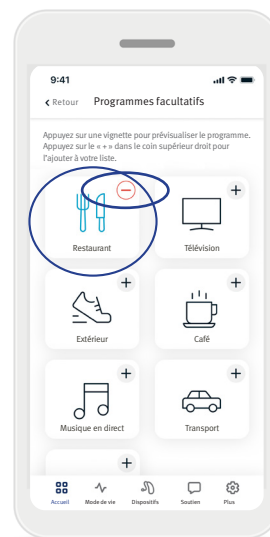 9:41
Retour Programmes facultatifs
Appuyez sur une vignette pour prévisualiser le programme.
Appuyez sur le « + » dans le coin supérieur droit pour
l'ajouter à votre liste.
Restaurant Télévision
Extérieur Café
Musique en direct Transport
Accueil Mode de vie Dispositifs Soutien Plus